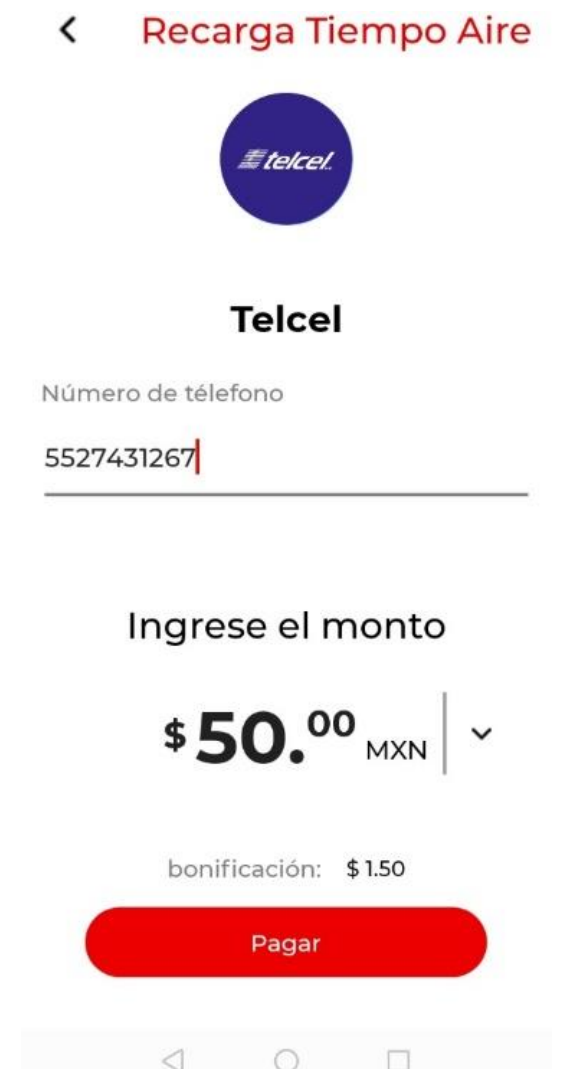 Recarga Tiempo Aire
telcel
Telcel
Número de télefono
5527431267
Ingrese el monto
$ 50.00 MXN
bonificación: $ 1.50
Pagar